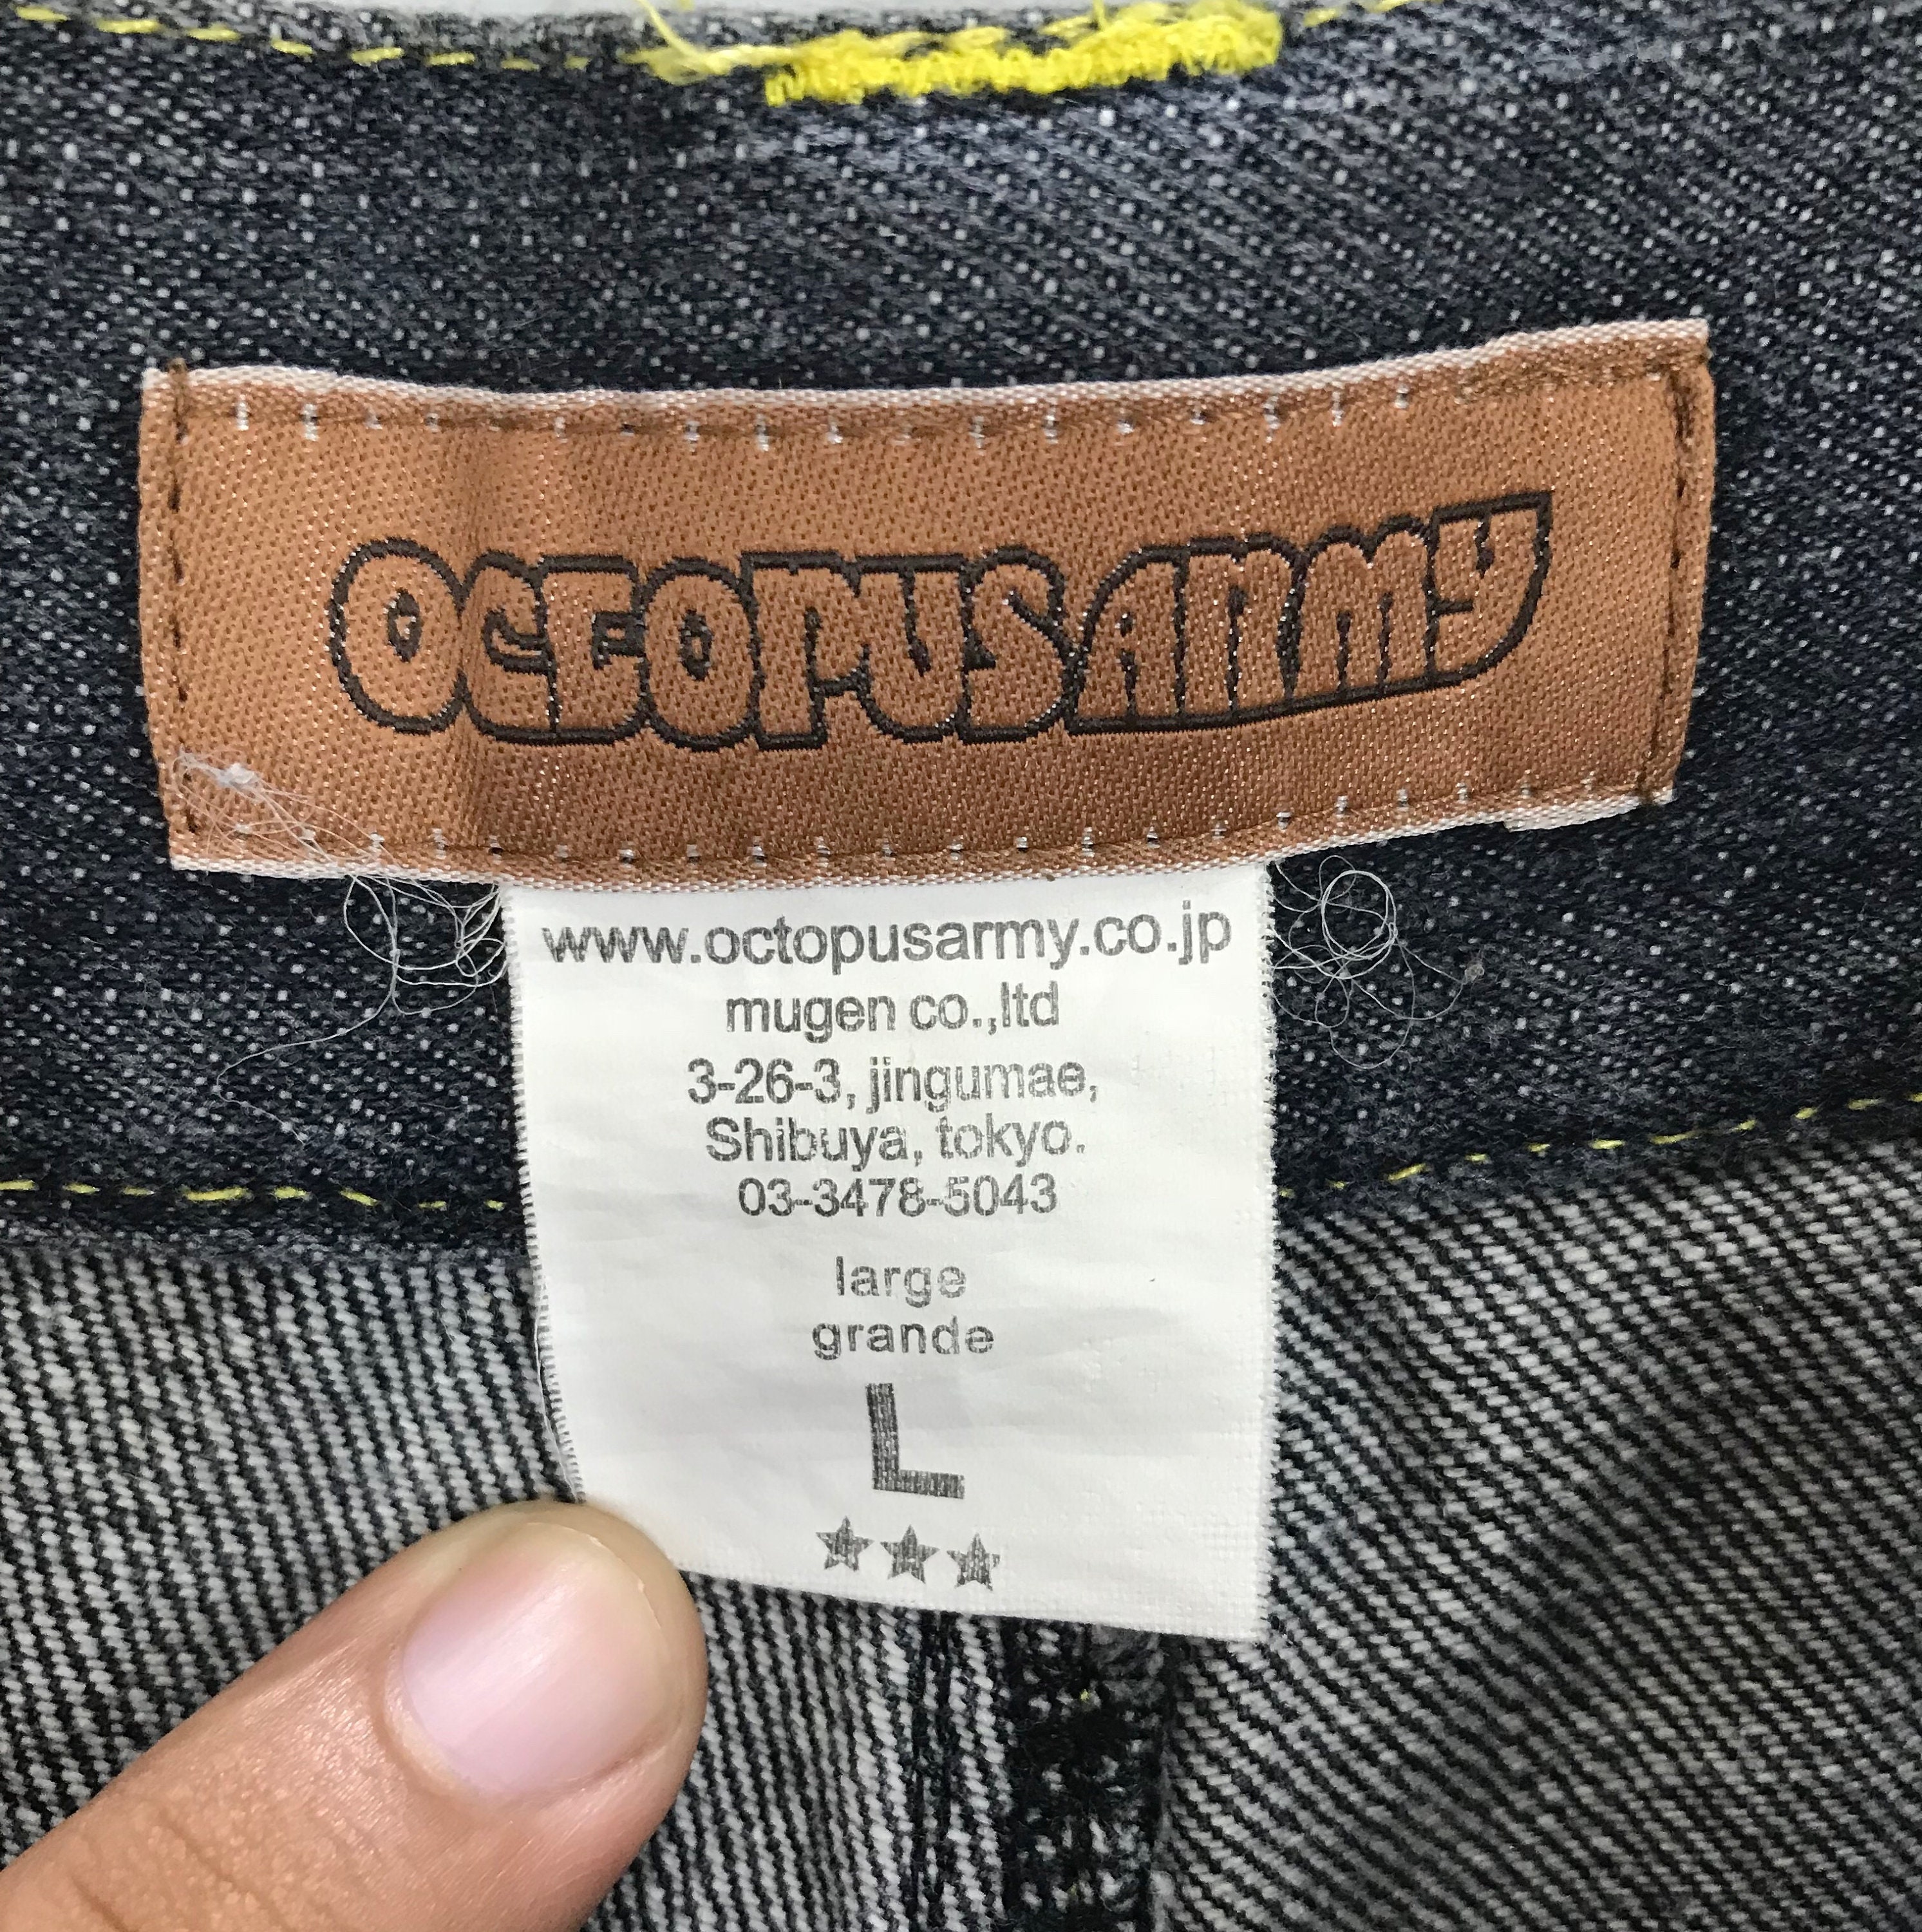 OCTOPUSARMY
www.octopusarmy.co.jp
mugen co.,ltd
3-26-3, jingumae,
Shibuya, tokyo.
03-3478-5043
large
grande
L